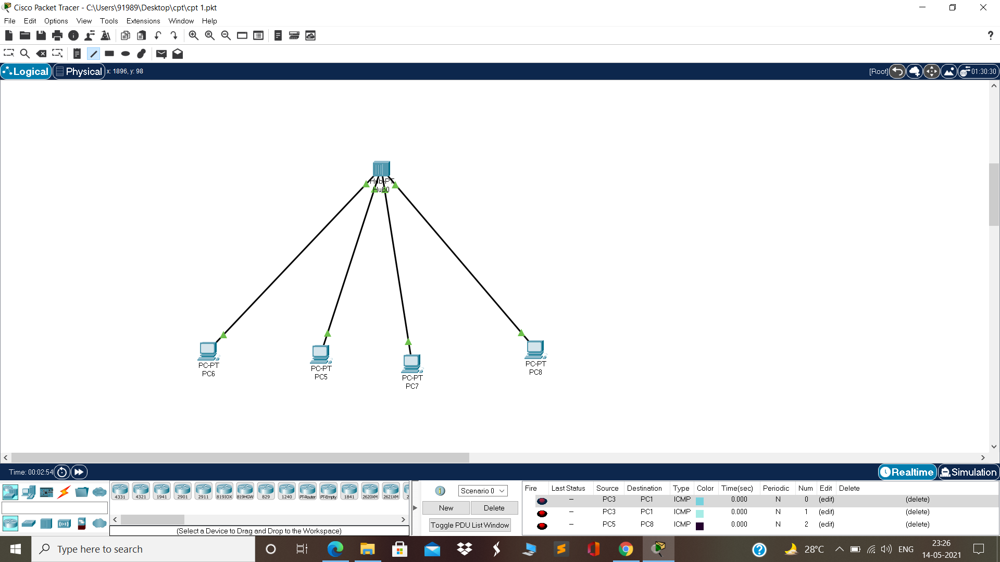 Cisco Packet Tracer - C:\Users\91989\Desktop\cpt\cpt 1.pkt
File Edit Options View Tools Extensions Window Help
?
Logical Physical x: 1896, y: 98 [Root] 01:30:30
Hub-PT
Hub0
PC-PT
PC6
PC-PT
PC5
PC-PT
PC7
PC-PT
PC8
Time: 00:02:54 Realtime Simulation
4331 4321 1941 2901 2911 819IOX 819HGW 829 1240 PT-Router PT-Empty 1841 2620XM 2621XM 2
(Select a Device to Drag and Drop to the Workspace)
1 Scenario 0
New Delete
Toggle PDU List Window
Fire Last Status Source Destination Type Color Time(sec) Periodic Num Edit Delete
-- PC3 PC1 ICMP 0.000 N 0 (edit) (delete)
-- PC3 PC1 ICMP 0.000 N 1 (edit) (delete)
-- PC5 PC8 ICMP 0.000 N 2 (edit) (delete)
Type here to search
28°C ENG
23:26
14-05-2021